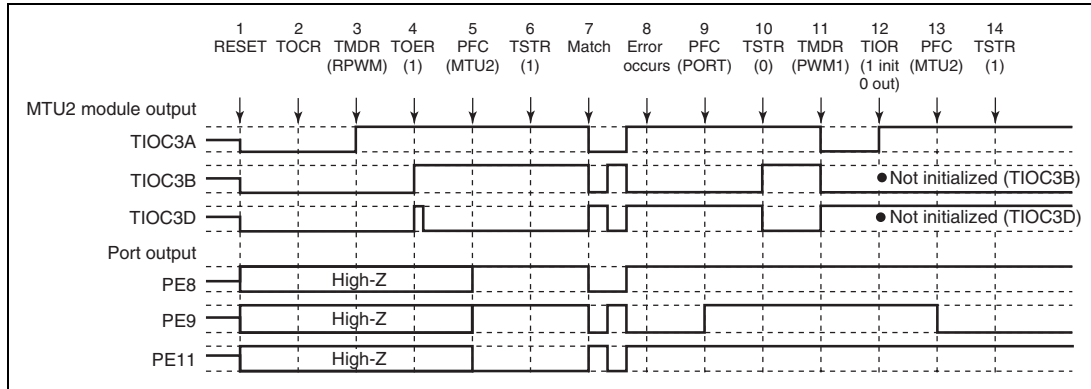 1 2 3 4 5 6 7 8 9 10 11 12 13 14
RESET TOCR TMDR TOER PFC TSTR Match Error PFC TSTR TMDR TIOR PFC TSTR
(RPWM) (1) (MTU2) (1) occurs (PORT) (0) (PWM1) (1 init (MTU2) (1)
0 out)
MTU2 module output
TIOC3A
TIOC3B
● Not initialized (TIOC3B)
TIOC3D
● Not initialized (TIOC3D)
Port output
PE8 High-Z
PE9 High-Z
PE11 High-Z